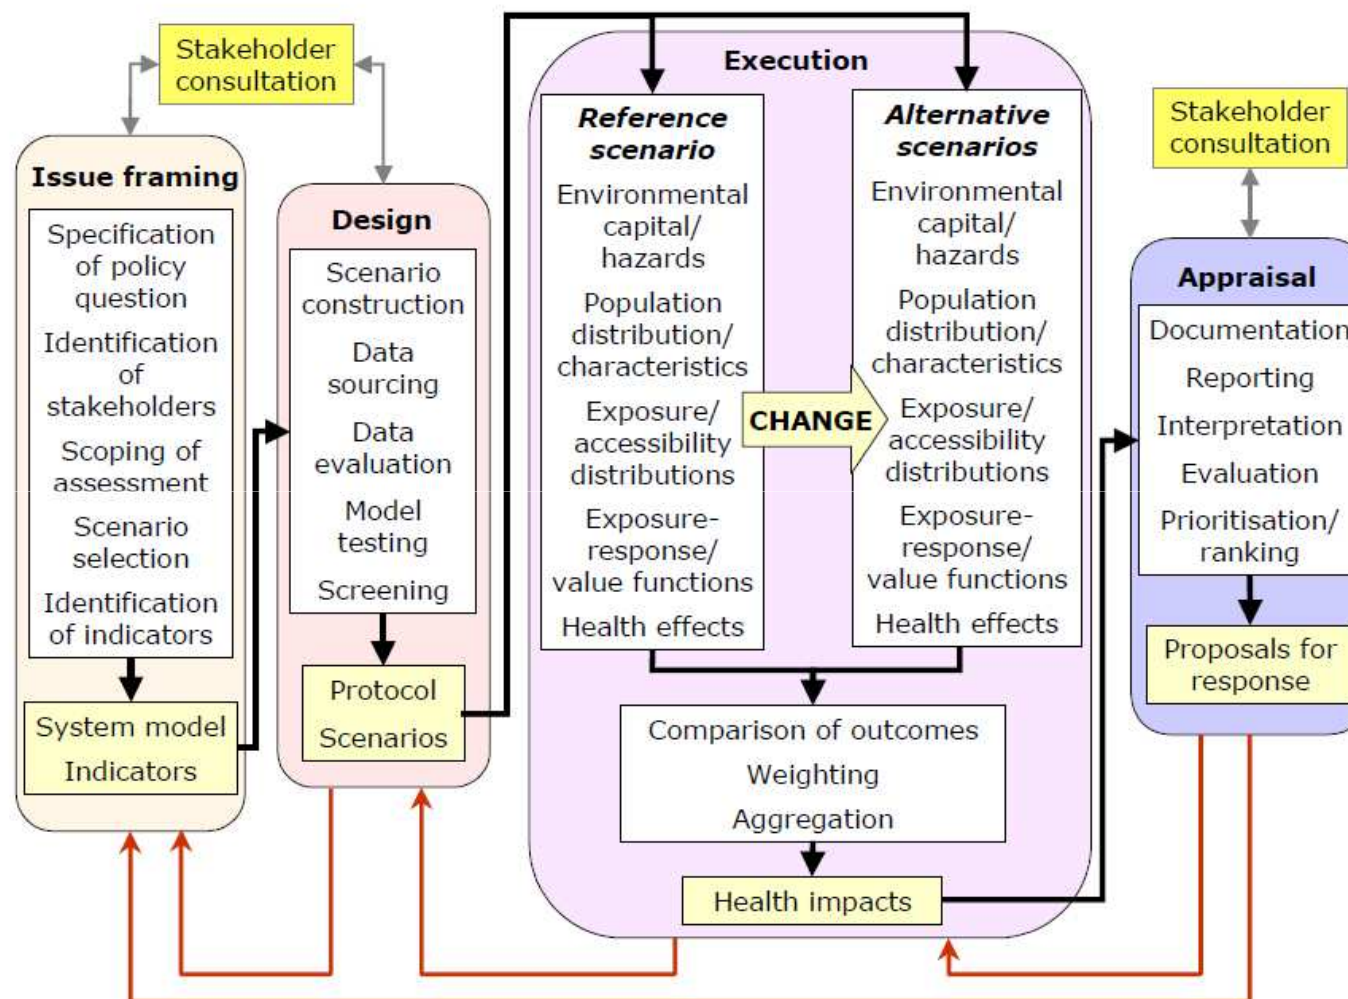 Stakeholder
consultation
Issue framing
Specification
of policy
question
Identification
of
stakeholders
Scoping of
assessment
Scenario
selection
Identification
of indicators
System model
Indicators
Design
Scenario
construction
Data
sourcing
Data
evaluation
Model
testing
Screening
Protocol
Scenarios
Execution
Reference
scenario
Environmental
capital/
hazards
Population
distribution/
characteristics
Exposure/
accessibility
distributions
Exposure-
response/
value functions
Health effects
CHANGE
Alternative
scenarios
Environmental
capital/
hazards
Population
distribution/
characteristics
Exposure/
accessibility
distributions
Exposure-
response/
value functions
Health effects
Comparison of outcomes
Weighting
Aggregation
Health impacts
Stakeholder
consultation
Appraisal
Documentation
Reporting
Interpretation
Evaluation
Prioritisation/
ranking
Proposals for
response